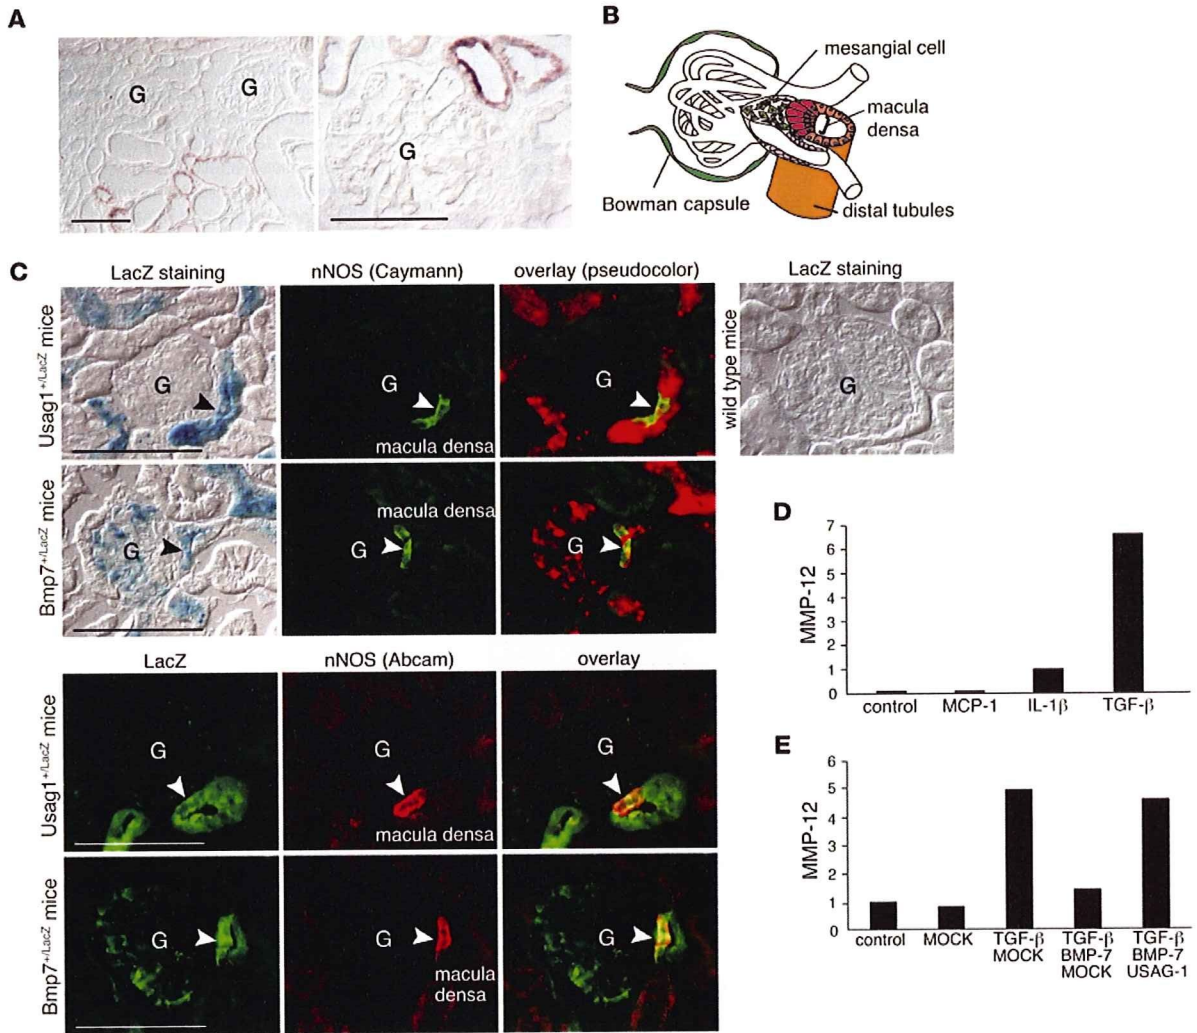 A
G
G
G
B
mesangial cell
macula
densa
Bowman capsule
distal tubules
C
LacZ staining
nNOS (Caymann)
overlay (pseudocolor)
LacZ staining
Usag1+/LacZ mice
G
G
macula densa
G
wild type mice
G
Bmp7+/LacZ mice
G
macula densa
G
G
LacZ
nNOS (Abcam)
overlay
Usag1+/LacZ mice
G
G
macula densa
G
Bmp7+/LacZ mice
G
G
macula
densa
G
D
MMP-12
7
6
5
4
3
2
1
0
control
MCP-1
IL-1β
TGF-β
E
MMP-12
6
5
4
3
2
1
0
control
MOCK
TGF-β
MOCK
TGF-β
BMP-7
MOCK
TGF-β
BMP-7
USAG-1